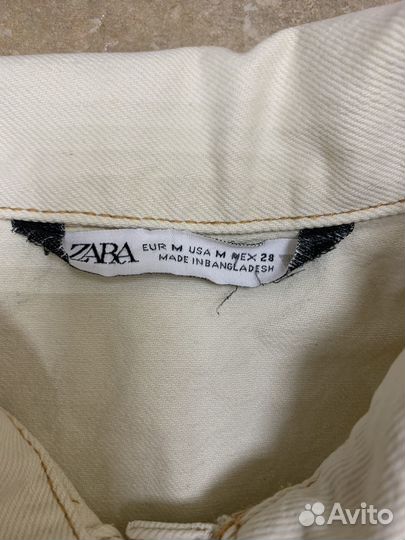 ZARA
EUR M USA M MEX 28
MADE IN BANGLADESH
Avito